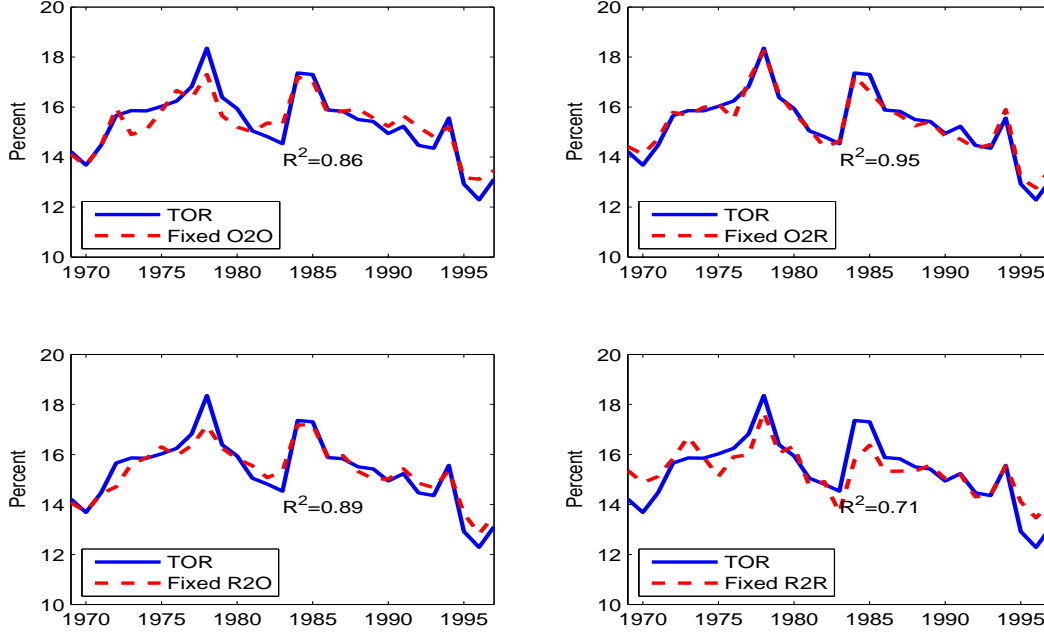 20
18
16
14
12
10
Percent
R²=0.86
TOR
Fixed O2O
1970 1975 1980 1985 1990 1995
20
18
16
14
12
10
Percent
R²=0.95
TOR
Fixed O2R
1970 1975 1980 1985 1990 1995
20
18
16
14
12
10
Percent
R²=0.89
TOR
Fixed R2O
1970 1975 1980 1985 1990 1995
20
18
16
14
12
10
Percent
R²=0.71
TOR
Fixed R2R
1970 1975 1980 1985 1990 1995